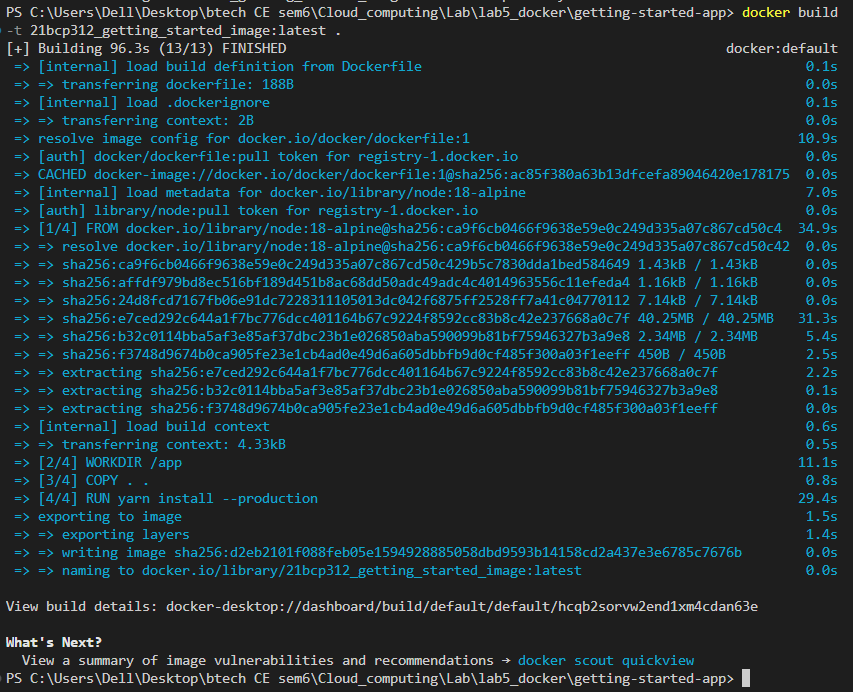 PS C:\Users\Dell\Desktop\btech CE sem6\Cloud_computing\Lab\lab5_docker\getting-started-app> docker build
-t 21bcp312_getting_started_image:latest .
[+] Building 96.3s (13/13) FINISHED docker:default
=> [internal] load build definition from Dockerfile 0.1s
=> => transferring dockerfile: 188B 0.0s
=> [internal] load .dockerignore 0.1s
=> => transferring context: 2B 0.0s
=> resolve image config for docker.io/docker/dockerfile:1 10.9s
=> [auth] docker/dockerfile:pull token for registry-1.docker.io 0.0s
=> CACHED docker-image://docker.io/docker/dockerfile:1@sha256:ac85f380a63b13dfcefa89046420e178175 0.0s
=> [internal] load metadata for docker.io/library/node:18-alpine 7.0s
=> [auth] library/node:pull token for registry-1.docker.io 0.0s
=> [1/4] FROM docker.io/library/node:18-alpine@sha256:ca9f6cb0466f9638e59e0c249d335a07c867cd50c4 34.9s
=> => resolve docker.io/library/node:18-alpine@sha256:ca9f6cb0466f9638e59e0c249d335a07c867cd50c42 0.0s
=> => sha256:ca9f6cb0466f9638e59e0c249d335a07c867cd50c429b5c7830dda1bed584649 1.43kB / 1.43kB 0.0s
=> => sha256:affdf979bd8ec516bf189d451b8ac68dd50adc49adc4c4014963556c11efeda4 1.16kB / 1.16kB 0.0s
=> => sha256:24d8fcd7167fb06e91dc7228311105013dc042f6875ff2528ff7a41c04770112 7.14kB / 7.14kB 0.0s
=> => sha256:e7ced292c644a1f7bc776dcc401164b67c9224f8592cc83b8c42e237668a0c7f 40.25MB / 40.25MB 31.3s
=> => sha256:b32c0114bba5af3e85af37dbc23b1e026850aba590099b81bf75946327b3a9e8 2.34MB / 2.34MB 5.4s
=> => sha256:f3748d9674b0ca905fe23e1cb4ad0e49d6a605dbbfb9d0cf485f300a03f1eeff 450B / 450B 2.5s
=> => extracting sha256:e7ced292c644a1f7bc776dcc401164b67c9224f8592cc83b8c42e237668a0c7f 2.2s
=> => extracting sha256:b32c0114bba5af3e85af37dbc23b1e026850aba590099b81bf75946327b3a9e8 0.1s
=> => extracting sha256:f3748d9674b0ca905fe23e1cb4ad0e49d6a605dbbfb9d0cf485f300a03f1eeff 0.0s
=> [internal] load build context 0.6s
=> => transferring context: 4.33kB 0.5s
=> [2/4] WORKDIR /app 11.1s
=> [3/4] COPY . . 0.8s
=> [4/4] RUN yarn install --production 29.4s
=> exporting to image 1.5s
=> => exporting layers 1.4s
=> => writing image sha256:d2eb2101f088feb05e1594928885058dbd9593b14158cd2a437e3e6785c7676b 0.0s
=> => naming to docker.io/library/21bcp312_getting_started_image:latest 0.0s
View build details: docker-desktop://dashboard/build/default/default/hcqb2sorvw2end1xm4cdan63e
What's Next?
View a summary of image vulnerabilities and recommendations → docker scout quickview
PS C:\Users\Dell\Desktop\btech CE sem6\Cloud_computing\Lab\lab5_docker\getting-started-app>